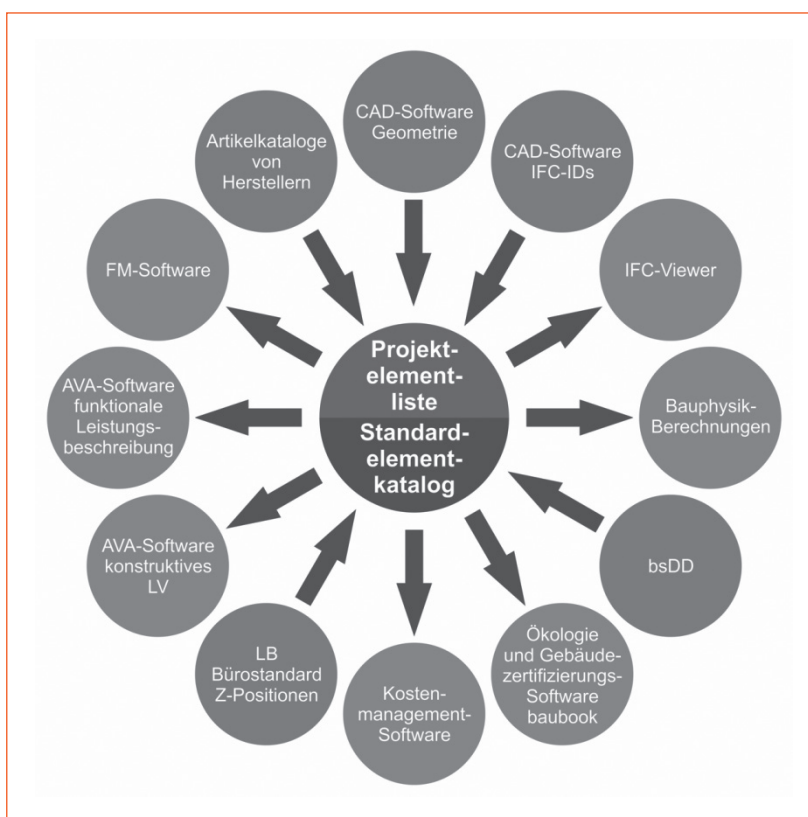 CAD-Software
Geometrie
CAD-Software
IFC-IDs
IFC-Viewer
Bauphysik-
Berechnungen
bsDD
Ökologie
und Gebäude-
zertifizierungs-
Software
baubook
Kosten-
management-
Software
LB
Bürostandard
Z-Positionen
AVA-Software
konstruktives
LV
AVA-Software
funktionale
Leistungs-
beschreibung
FM-Software
Artikelkataloge
von
Herstellern
Projekt-
element-
liste
Standard-
element-
katalog